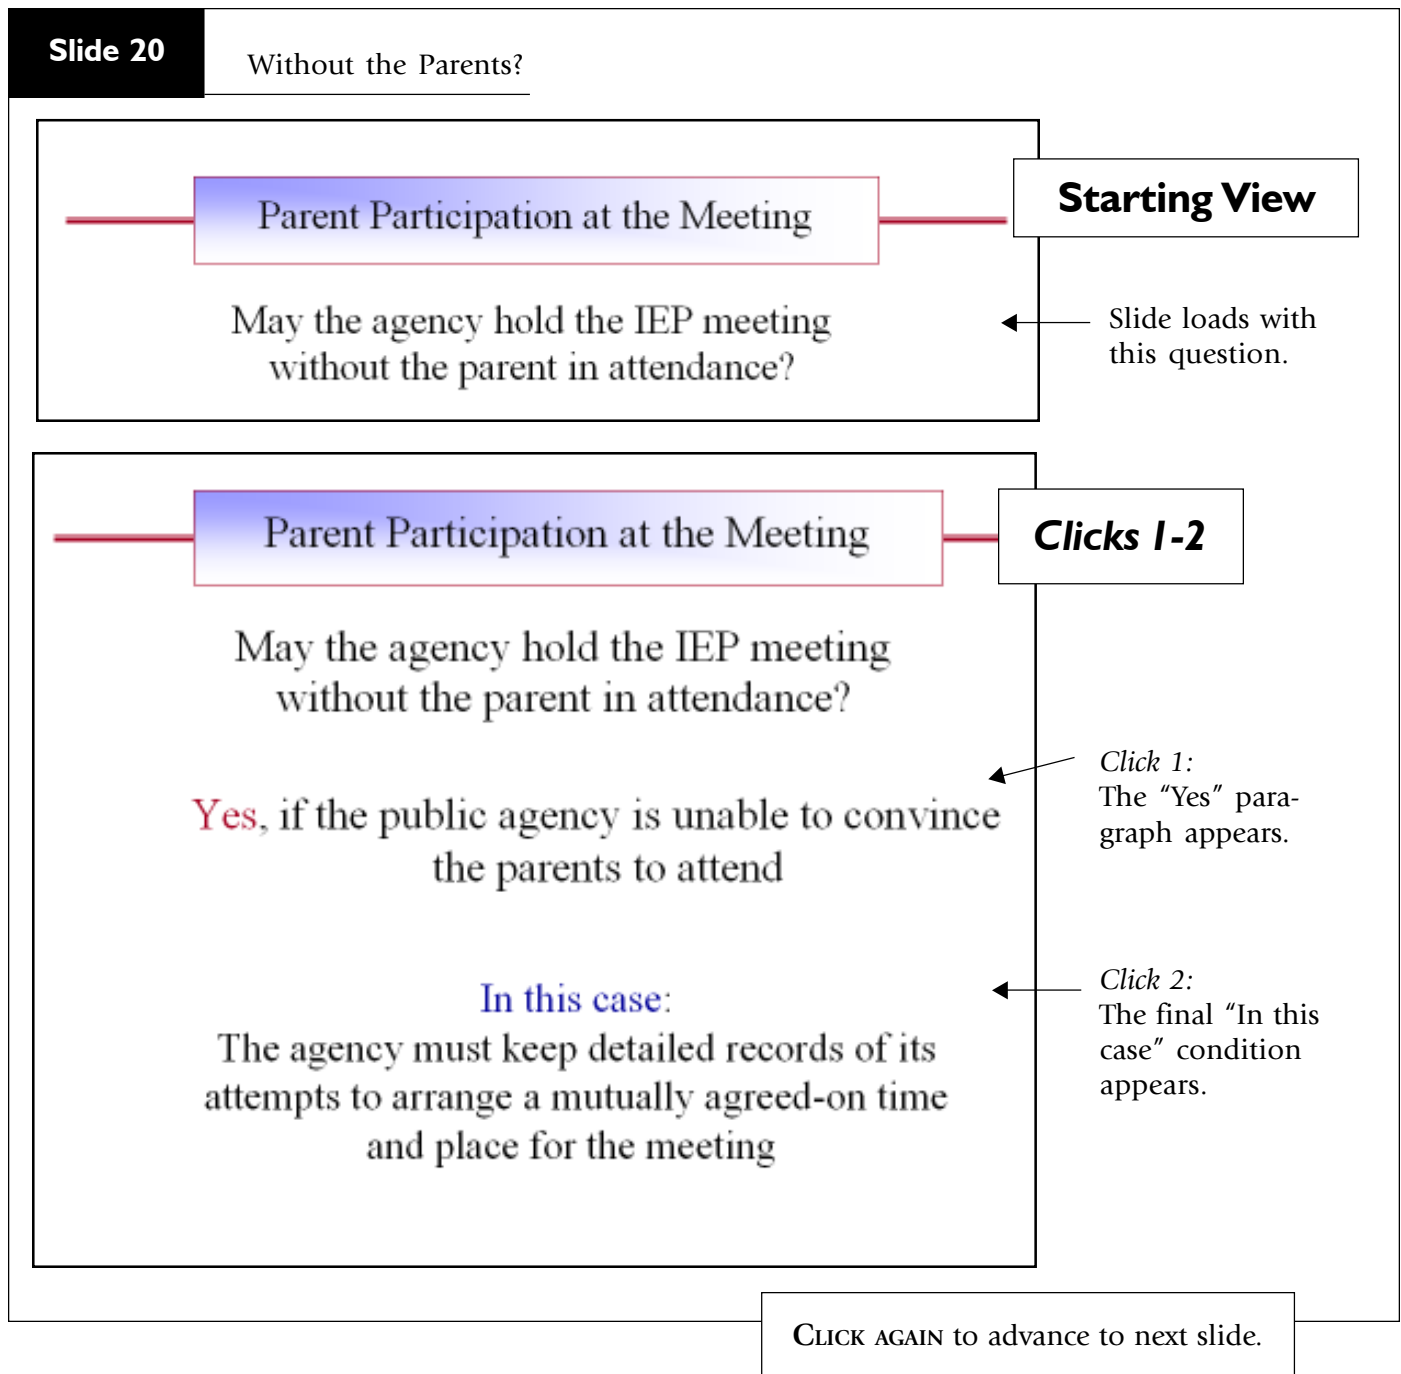 Slide 20
Without the Parents?
Parent Participation at the Meeting
Starting View
May the agency hold the IEP meeting
without the parent in attendance?
Slide loads with
this question.
Parent Participation at the Meeting
Clicks 1-2
May the agency hold the IEP meeting
without the parent in attendance?
Yes, if the public agency is unable to convince
the parents to attend
Click 1:
The “Yes” para-
graph appears.
In this case:
The agency must keep detailed records of its
attempts to arrange a mutually agreed-on time
and place for the meeting
Click 2:
The final “In this
case” condition
appears.
CLICK AGAIN to advance to next slide.